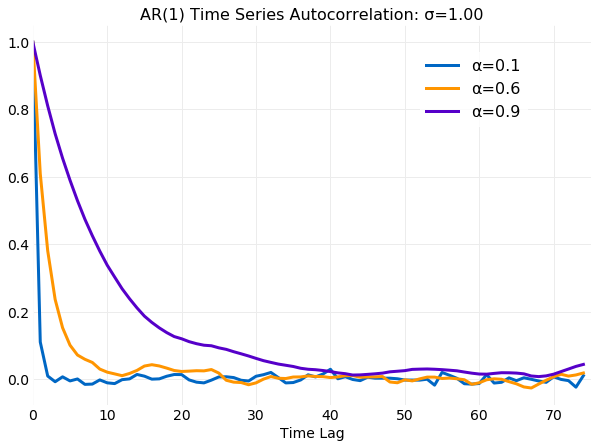 AR(1) Time Series Autocorrelation: σ=1.00
1.0
0.8
0.6
0.4
0.2
0.0
α=0.1
α=0.6
α=0.9
0 10 20 30 40 50 60 70
Time Lag